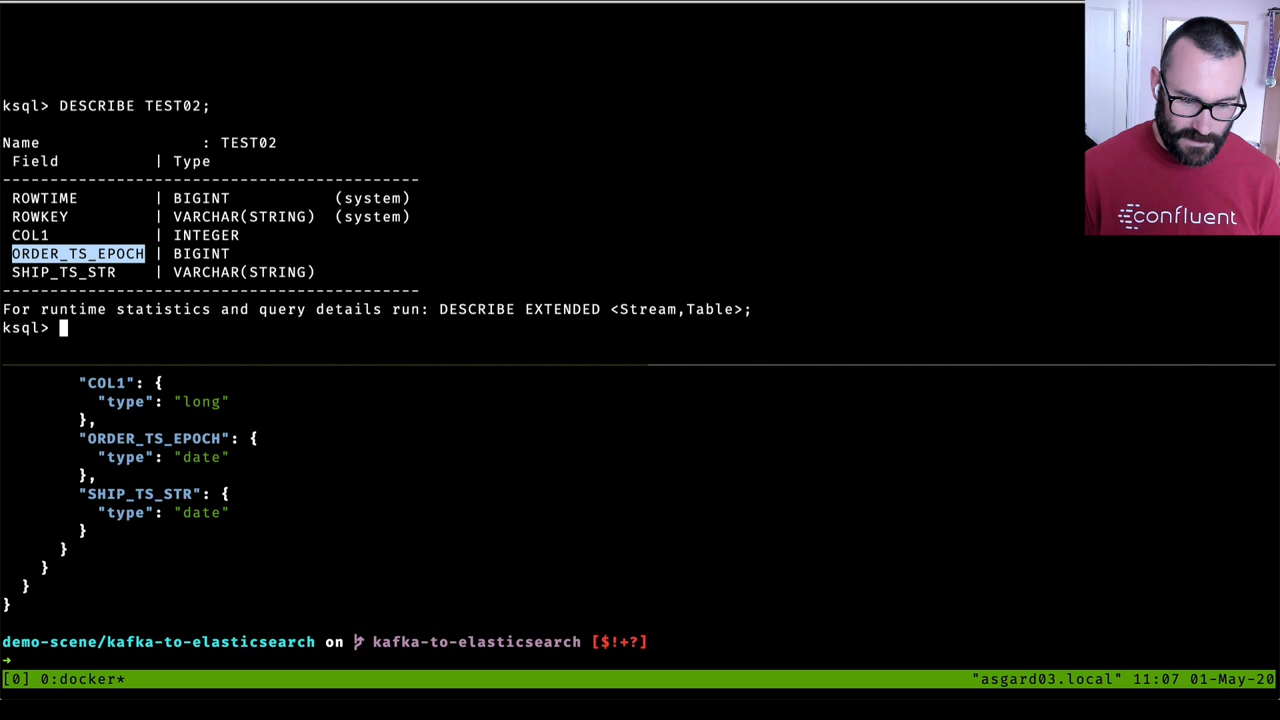 ksql> DESCRIBE TEST02;
Name                 : TEST02
 Field          | Type
--------------------------------------------
 ROWTIME        | BIGINT           (system)
 ROWKEY         | VARCHAR(STRING)  (system)
 COL1           | INTEGER
 ORDER_TS_EPOCH | BIGINT
 SHIP_TS_STR    | VARCHAR(STRING)
--------------------------------------------
For runtime statistics and query details run: DESCRIBE EXTENDED <Stream,Table>;
ksql>
confluent
        "COL1": {
          "type": "long"
        },
        "ORDER_TS_EPOCH": {
          "type": "date"
        },
        "SHIP_TS_STR": {
          "type": "date"
        }
      }
    }
  }
}
demo-scene/kafka-to-elasticsearch on kafka-to-elasticsearch [$!+?]
→
[0] 0:docker* "asgard03.local" 11:07 01-May-20